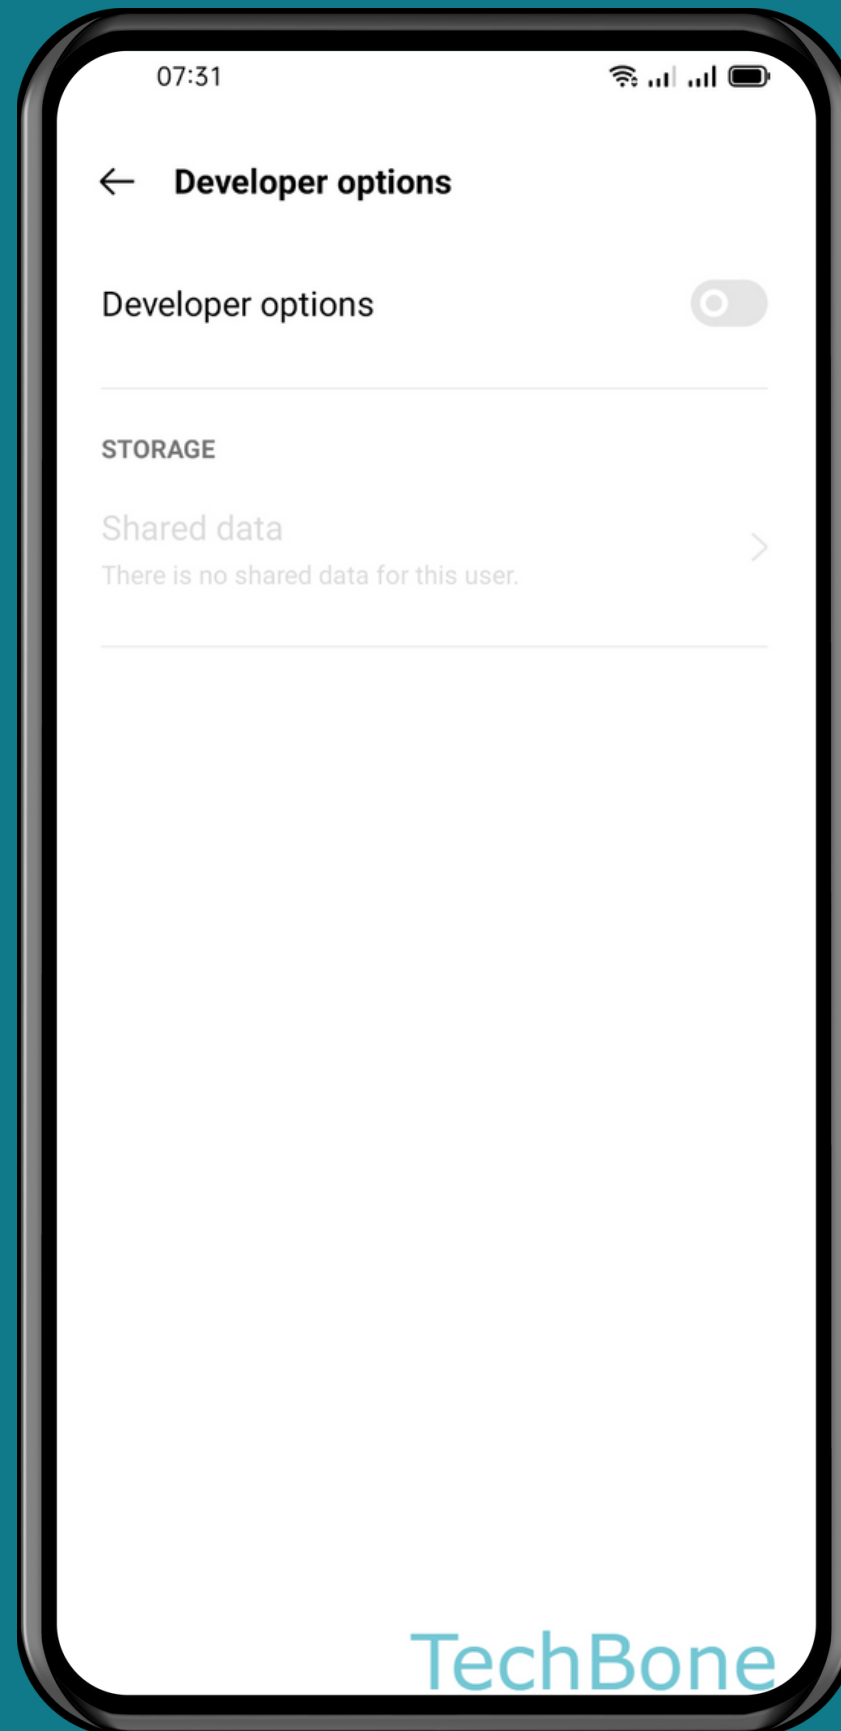 07:31
Developer options
Developer options
STORAGE
Shared data
There is no shared data for this user.
TechBone